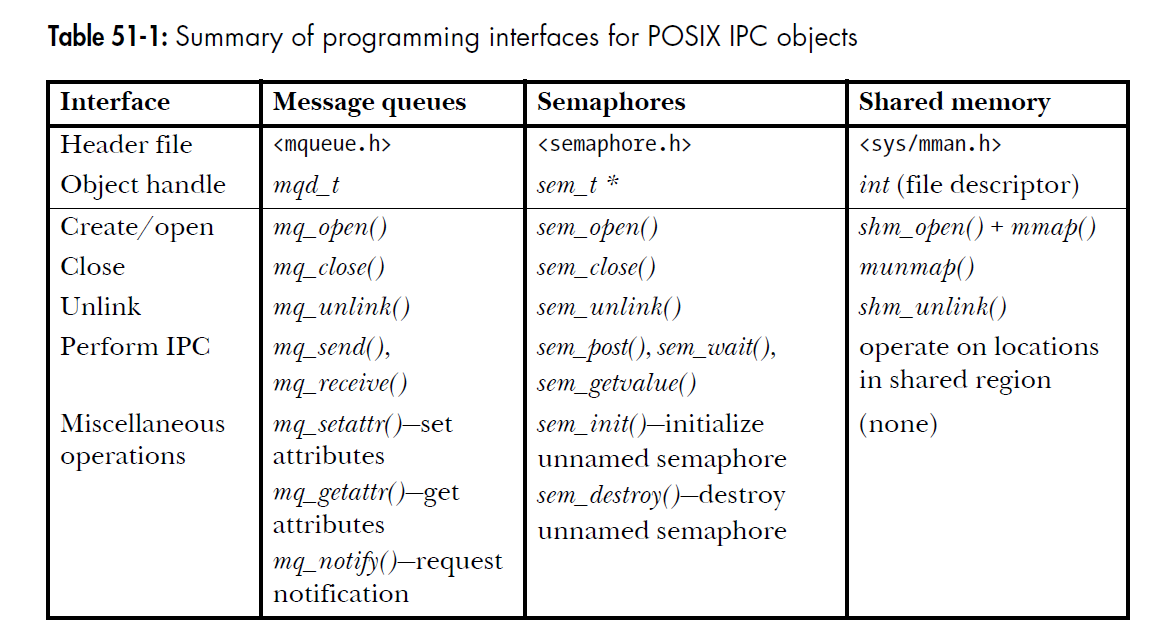 Table 51-1: Summary of programming interfaces for POSIX IPC objects
Interface Message queues Semaphores Shared memory
Header file <mqueue.h> <semaphore.h> <sys/mman.h>
Object handle mqd_t sem_t * int (file descriptor)
Create/open mq_open() sem_open() shm_open() + mmap()
Close mq_close() sem_close() munmap()
Unlink mq_unlink() sem_unlink() shm_unlink()
Perform IPC mq_send(), sem_post(), sem_wait(), operate on locations
mq_receive() sem_getvalue() in shared region
Miscellaneous mq_setattr()—set sem_init()—initialize (none)
operations attributes unnamed semaphore
mq_getattr()—get sem_destroy()—destroy
attributes unnamed semaphore
mq_notify()—request
notification